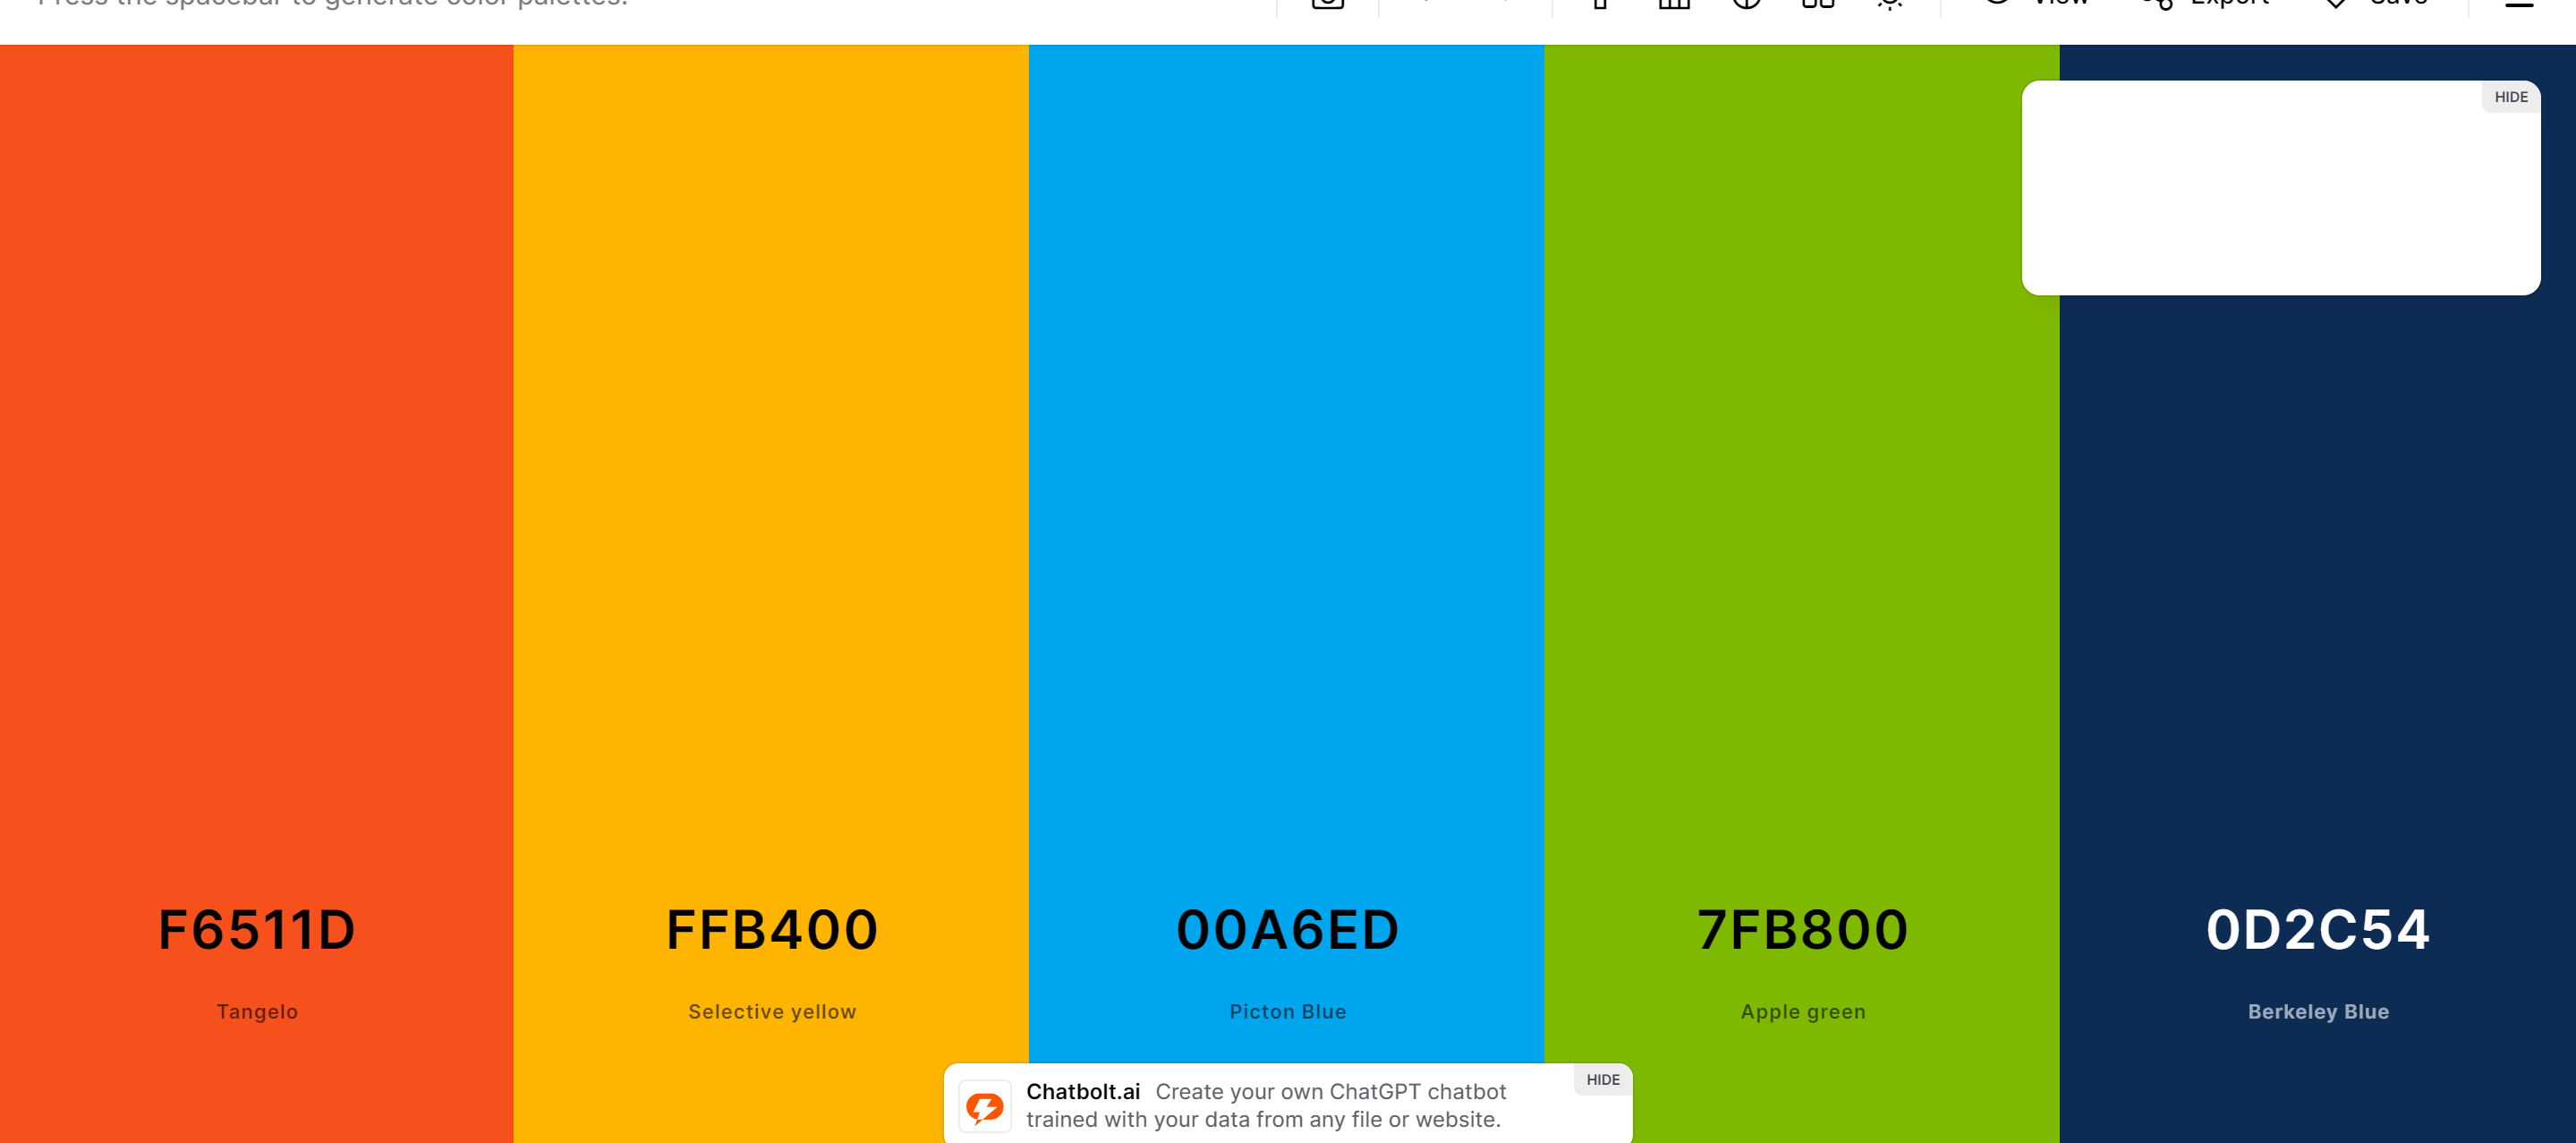 Press the spacebar to generate color palettes!
View
Export
Save
HIDE
F6511D
Tangelo
FFB400
Selective yellow
00A6ED
Picton Blue
7FB800
Apple green
0D2C54
Berkeley Blue
HIDE
Chatbolt.ai Create your own ChatGPT chatbot
trained with your data from any file or website.